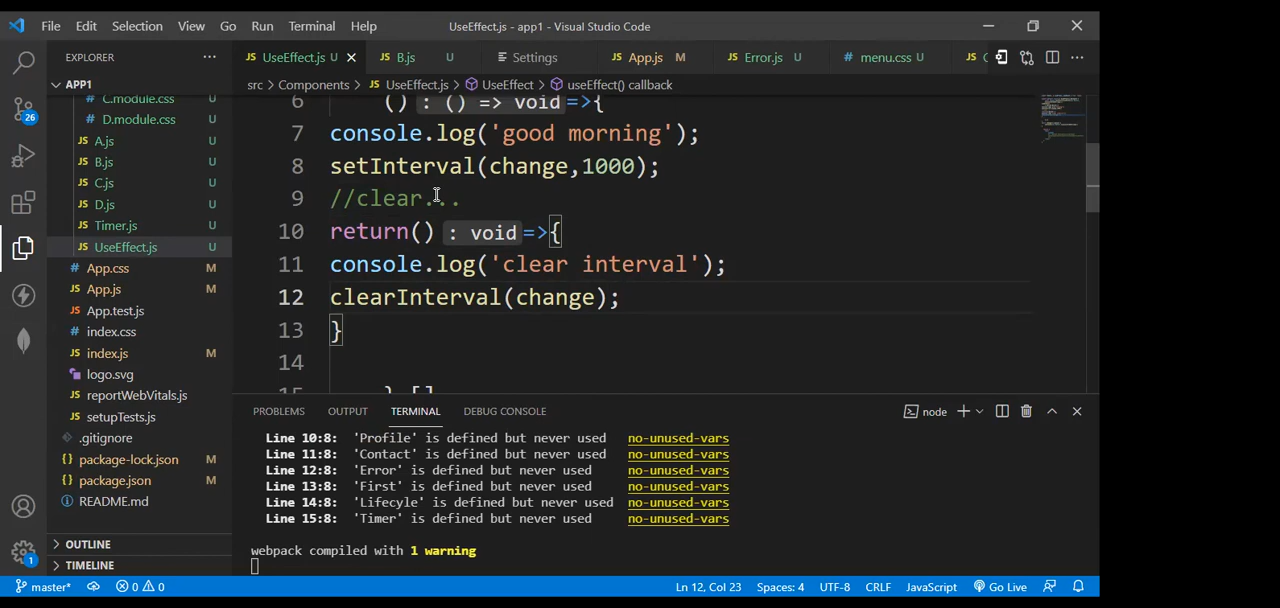 File Edit Selection View Go Run Terminal Help UseEffect.js - app1 - Visual Studio Code
EXPLORER
APP1
C.module.css U
D.module.css U
A.js U
B.js U
C.js U
D.js U
Timer.js U
UseEffect.js U
App.css M
App.js M
App.test.js
index.css
index.js M
logo.svg
reportWebVitals.js
setupTests.js
.gitignore
package-lock.json M
package.json M
README.md
OUTLINE
TIMELINE
26
1
JS UseEffect.js U JS B.js U Settings JS App.js M JS Error.js U # menu.css U JS
src > Components > JS UseEffect.js > UseEffect > useEffect() callback
6 () : () => void =>{
7 console.log('good morning');
8 setInterval(change,1000);
9 //clear...
10 return() : void =>{
11 console.log('clear interval');
12 clearInterval(change);
13 }
14
PROBLEMS OUTPUT TERMINAL DEBUG CONSOLE node
Line 10:8: 'Profile' is defined but never used no-unused-vars
Line 11:8: 'Contact' is defined but never used no-unused-vars
Line 12:8: 'Error' is defined but never used no-unused-vars
Line 13:8: 'First' is defined but never used no-unused-vars
Line 14:8: 'Lifecyle' is defined but never used no-unused-vars
Line 15:8: 'Timer' is defined but never used no-unused-vars
webpack compiled with 1 warning
master* 0 0 Ln 12, Col 23 Spaces: 4 UTF-8 CRLF JavaScript Go Live